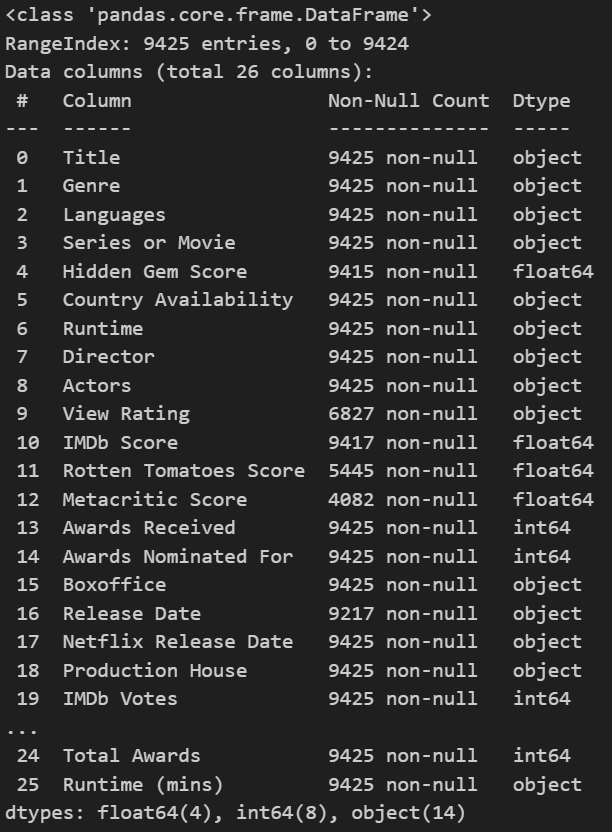 <class 'pandas.core.frame.DataFrame'>
RangeIndex: 9425 entries, 0 to 9424
Data columns (total 26 columns):
 #   Column                 Non-Null Count  Dtype
---  ------                 --------------  -----
 0   Title                  9425 non-null   object
 1   Genre                  9425 non-null   object
 2   Languages              9425 non-null   object
 3   Series or Movie        9425 non-null   object
 4   Hidden Gem Score       9415 non-null   float64
 5   Country Availability   9425 non-null   object
 6   Runtime                9425 non-null   object
 7   Director               9425 non-null   object
 8   Actors                 9425 non-null   object
 9   View Rating            6827 non-null   object
 10  IMDb Score             9417 non-null   float64
 11  Rotten Tomatoes Score  5445 non-null   float64
 12  Metacritic Score       4082 non-null   float64
 13  Awards Received        9425 non-null   int64
 14  Awards Nominated For   9425 non-null   int64
 15  Boxoffice              9425 non-null   object
 16  Release Date           9217 non-null   object
 17  Netflix Release Date   9425 non-null   object
 18  Production House       9425 non-null   object
 19  IMDb Votes             9425 non-null   int64
...
 24  Total Awards           9425 non-null   int64
 25  Runtime (mins)         9425 non-null   object
dtypes: float64(4), int64(8), object(14)